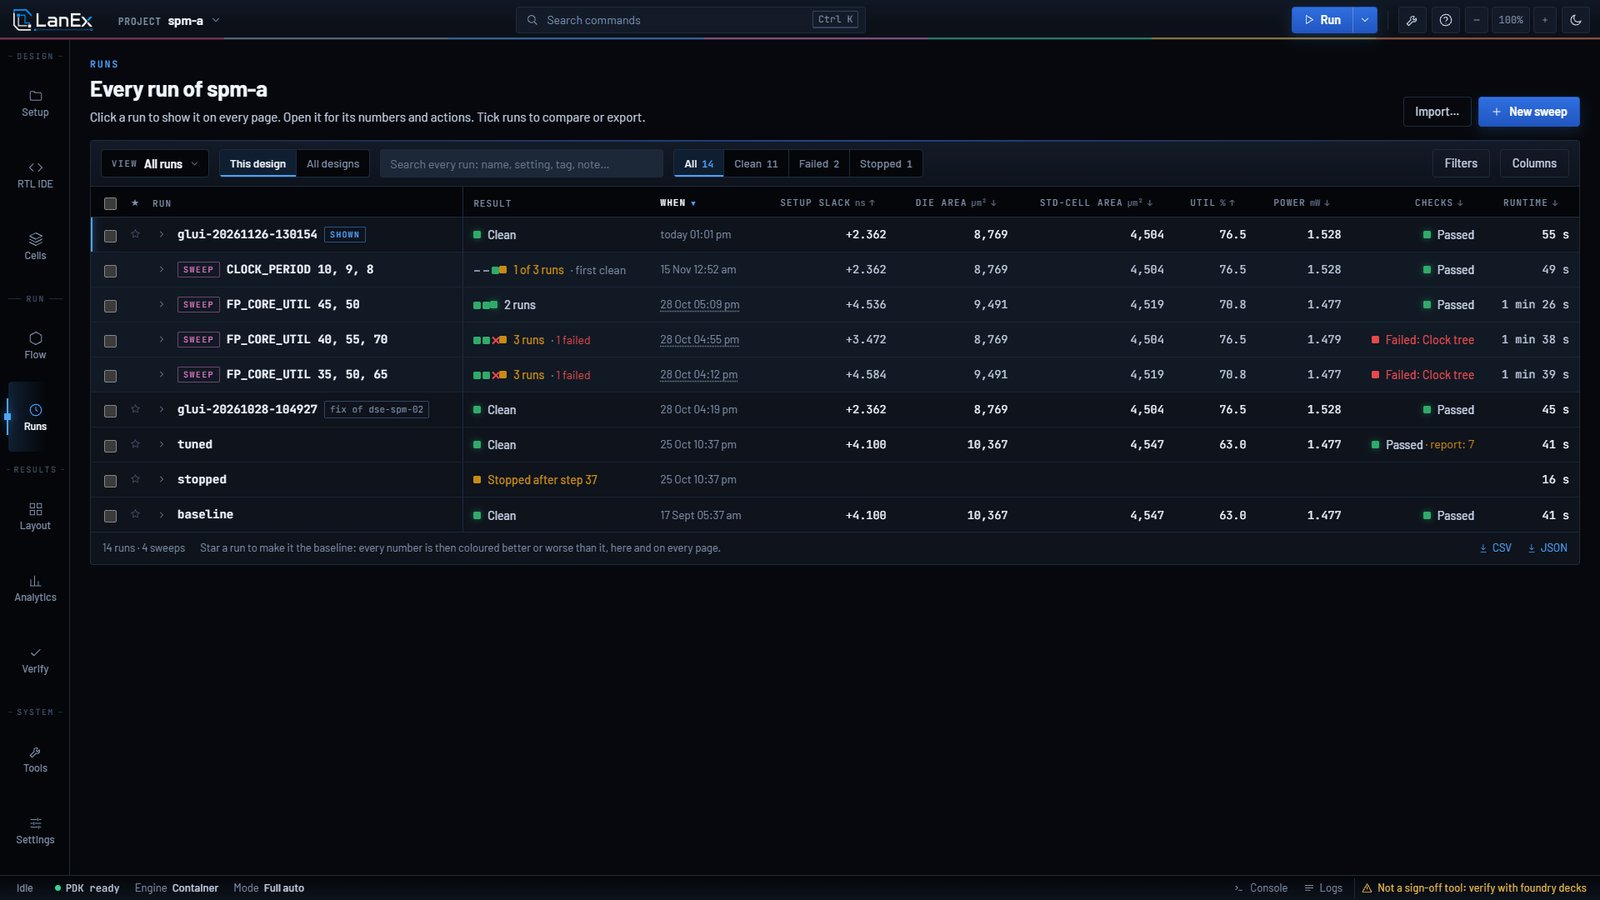 LanEx PROJECT spm-a Search commands Ctrl K Run − 100% +
DESIGN
Setup
RTL IDE
Cells
RUN
Flow
Runs
RESULTS
Layout
Analytics
Verify
SYSTEM
Tools
Settings
RUNS
Every run of spm-a
Click a run to show it on every page. Open it for its numbers and actions. Tick runs to compare or export.
Import... + New sweep
VIEW All runs This design All designs Search every run: name, setting, tag, note... All 14 Clean 11 Failed 2 Stopped 1 Filters Columns
★ RUN RESULT WHEN ▾ SETUP SLACK ns ↑ DIE AREA μm² ↓ STD-CELL AREA μm² ↓ UTIL % ↑ POWER mW ↓ CHECKS ↓ RUNTIME ↓
glui-20261126-130154 SHOWN Clean today 01:01 pm +2.362 8,769 4,504 76.5 1.528 Passed 55 s
SWEEP CLOCK_PERIOD 10, 9, 8 1 of 3 runs · first clean 15 Nov 12:52 am +2.362 8,769 4,504 76.5 1.528 Passed 49 s
SWEEP FP_CORE_UTIL 45, 50 2 runs 28 Oct 05:09 pm +4.536 9,491 4,519 70.8 1.477 Passed 1 min 26 s
SWEEP FP_CORE_UTIL 40, 55, 70 3 runs · 1 failed 28 Oct 04:55 pm +3.472 8,769 4,504 76.5 1.479 Failed: Clock tree 1 min 38 s
SWEEP FP_CORE_UTIL 35, 50, 65 3 runs · 1 failed 28 Oct 04:12 pm +4.584 9,491 4,519 70.8 1.477 Failed: Clock tree 1 min 39 s
glui-20261028-104927 fix of dse-spm-02 Clean 28 Oct 04:19 pm +2.362 8,769 4,504 76.5 1.528 Passed 45 s
tuned Clean 25 Oct 10:37 pm +4.100 10,367 4,547 63.0 1.477 Passed · report: 7 41 s
stopped Stopped after step 37 25 Oct 10:37 pm 16 s
baseline Clean 17 Sept 05:37 am +4.100 10,367 4,547 63.0 1.477 Passed 41 s
14 runs · 4 sweeps Star a run to make it the baseline: every number is then coloured better or worse than it, here and on every page. CSV JSON
Idle PDK ready Engine Container Mode Full auto Console Logs Not a sign-off tool: verify with foundry decks